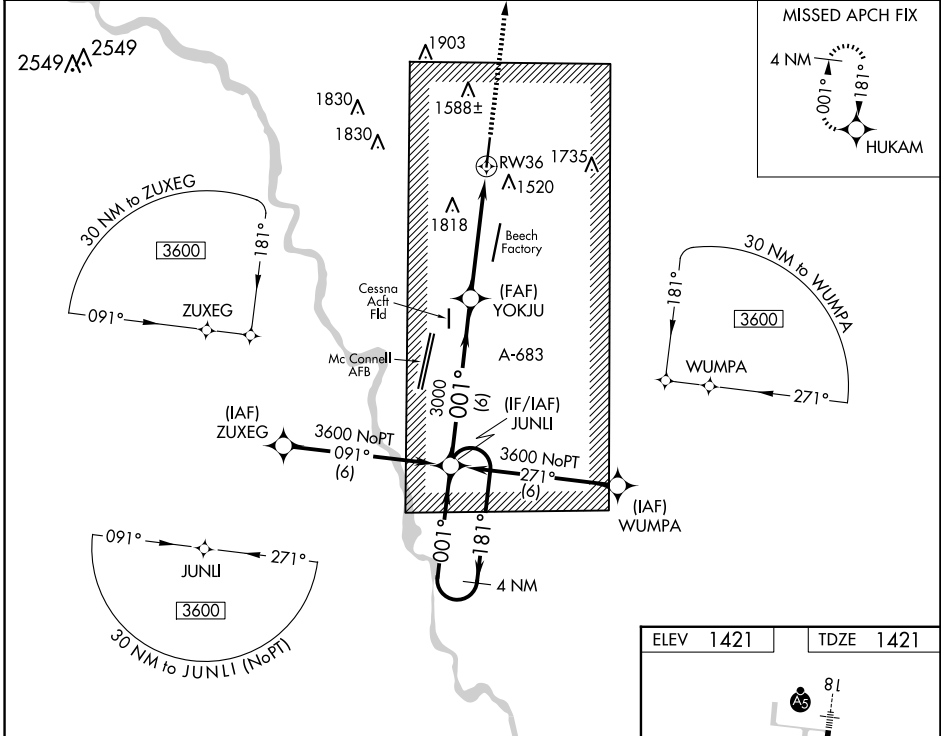 MISSED APCH FIX
4 NM
001°
181°
HUKAM
2549
2549
1903
1830
1588±
1830
RW36
1735
1520
1818
Beech
Factory
30 NM to ZUXEG
3600
181°
091°
ZUXEG
30 NM to WUMPA
181°
3600
WUMPA
271°
Cessna
Acft
Fld
(FAF)
YOKJU
Mc Connell
AFB
A-683
3000
001°
(6)
(IF/IAF)
JUNLI
(IAF)
ZUXEG
3600 NoPT
091°
(6)
3600 NoPT
271°
(6)
(IAF)
WUMPA
001°
181°
4 NM
091°
271°
JUNLI
3600
30 NM to JUNLI (NoPT)
ELEV 1421
TDZE 1421
A5
18